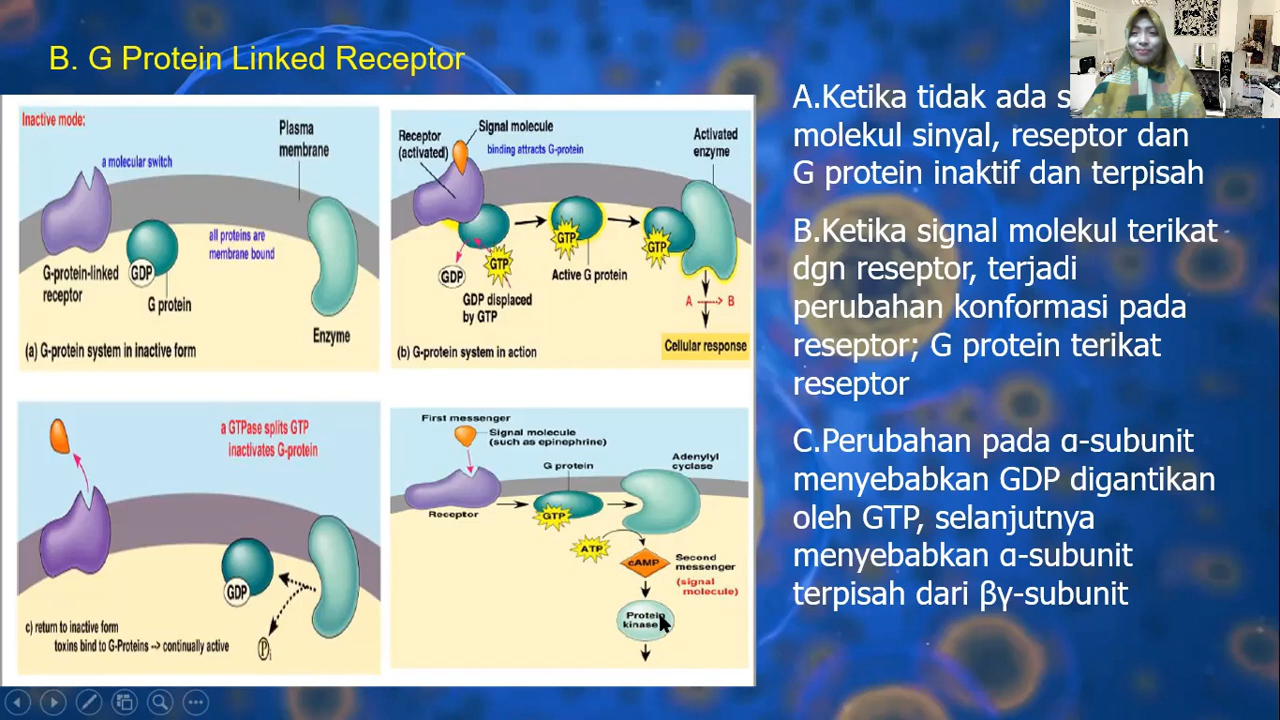 B. G Protein Linked Receptor
Inactive mode:
Plasma
membrane
a molecular switch
all proteins are
membrane bound
GDP
G-protein-linked
receptor
G protein
Enzyme
(a) G-protein system in inactive form
Receptor
(activated)
Signal molecule
binding attracts G-protein
Activated
enzyme
GTP
GTP
GTP
GDP
Active G protein
GDP displaced
by GTP
A ----> B
Cellular response
(b) G-protein system in action
a GTPase splits GTP
inactivates G-protein
GDP
c) return to inactive form
toxins bind to G-Proteins --> continually active
Pi
First messenger
Signal molecule
(such as epinephrine)
G protein
Adenylyl
cyclase
Receptor
GTP
ATP
cAMP
Second
messenger
(signal
molecule)
Protein
kinase
A.Ketika tidak ada
molekul sinyal, reseptor dan
G protein inaktif dan terpisah
B.Ketika signal molekul terikat
dgn reseptor, terjadi
perubahan konformasi pada
reseptor; G protein terikat
reseptor
C.Perubahan pada α-subunit
menyebabkan GDP digantikan
oleh GTP, selanjutnya
menyebabkan α-subunit
terpisah dari βγ-subunit